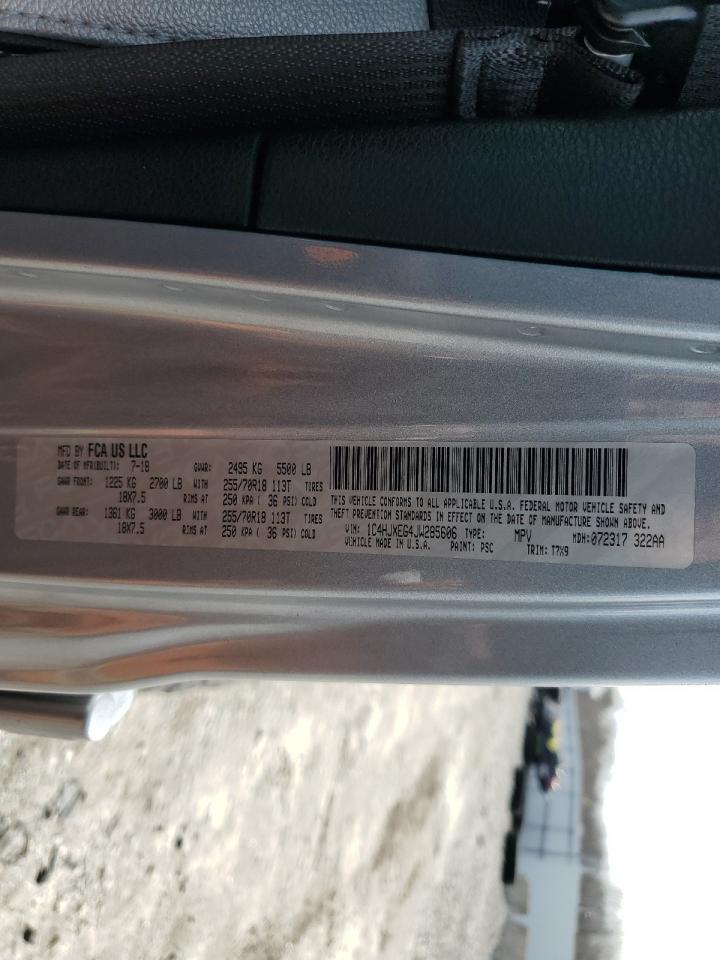 MFD BY FCA US LLC
DATE OF MFR(BUILT): 7-18 GVWR: 2495 KG 5500 LB
GAWR FRONT: 1225 KG 2700 LB WITH 255/70R18 113T TIRES
18X7.5 RIMS AT 250 KPA ( 36 PSI) COLD
GAWR REAR: 1361 KG 3000 LB WITH 255/70R18 113T TIRES
18X7.5 RIMS AT 250 KPA ( 36 PSI) COLD
THIS VEHICLE CONFORMS TO ALL APPLICABLE U.S.A. FEDERAL MOTOR VEHICLE SAFETY AND
THEFT PREVENTION STANDARDS IN EFFECT ON THE DATE OF MANUFACTURE SHOWN ABOVE.
VIN: 1C4HJXEG4JW285606 TYPE: MPV MDH: 072317 322AA
VEHICLE MADE IN U.S.A. PAINT: PSC TRIM: T7X9